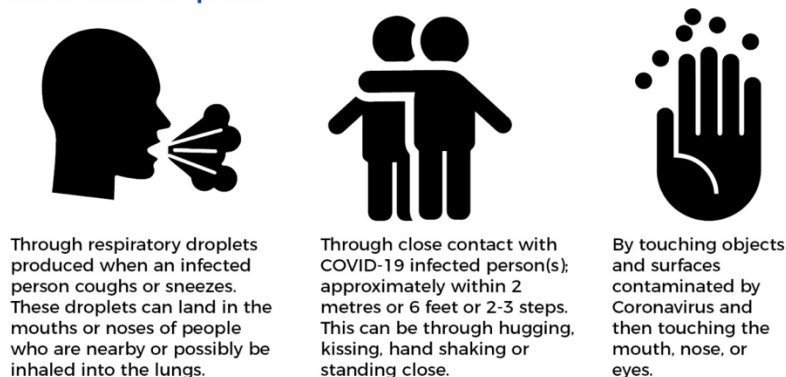 Through respiratory droplets
produced when an infected
person coughs or sneezes.
These droplets can land in the
mouths or noses of people
who are nearby or possibly be
inhaled into the lungs.
Through close contact with
COVID-19 infected person(s);
approximately within 2
metres or 6 feet or 2-3 steps.
This can be through hugging,
kissing, hand shaking or
standing close.
By touching objects
and surfaces
contaminated by
Coronavirus and
then touching the
mouth, nose, or
eyes.